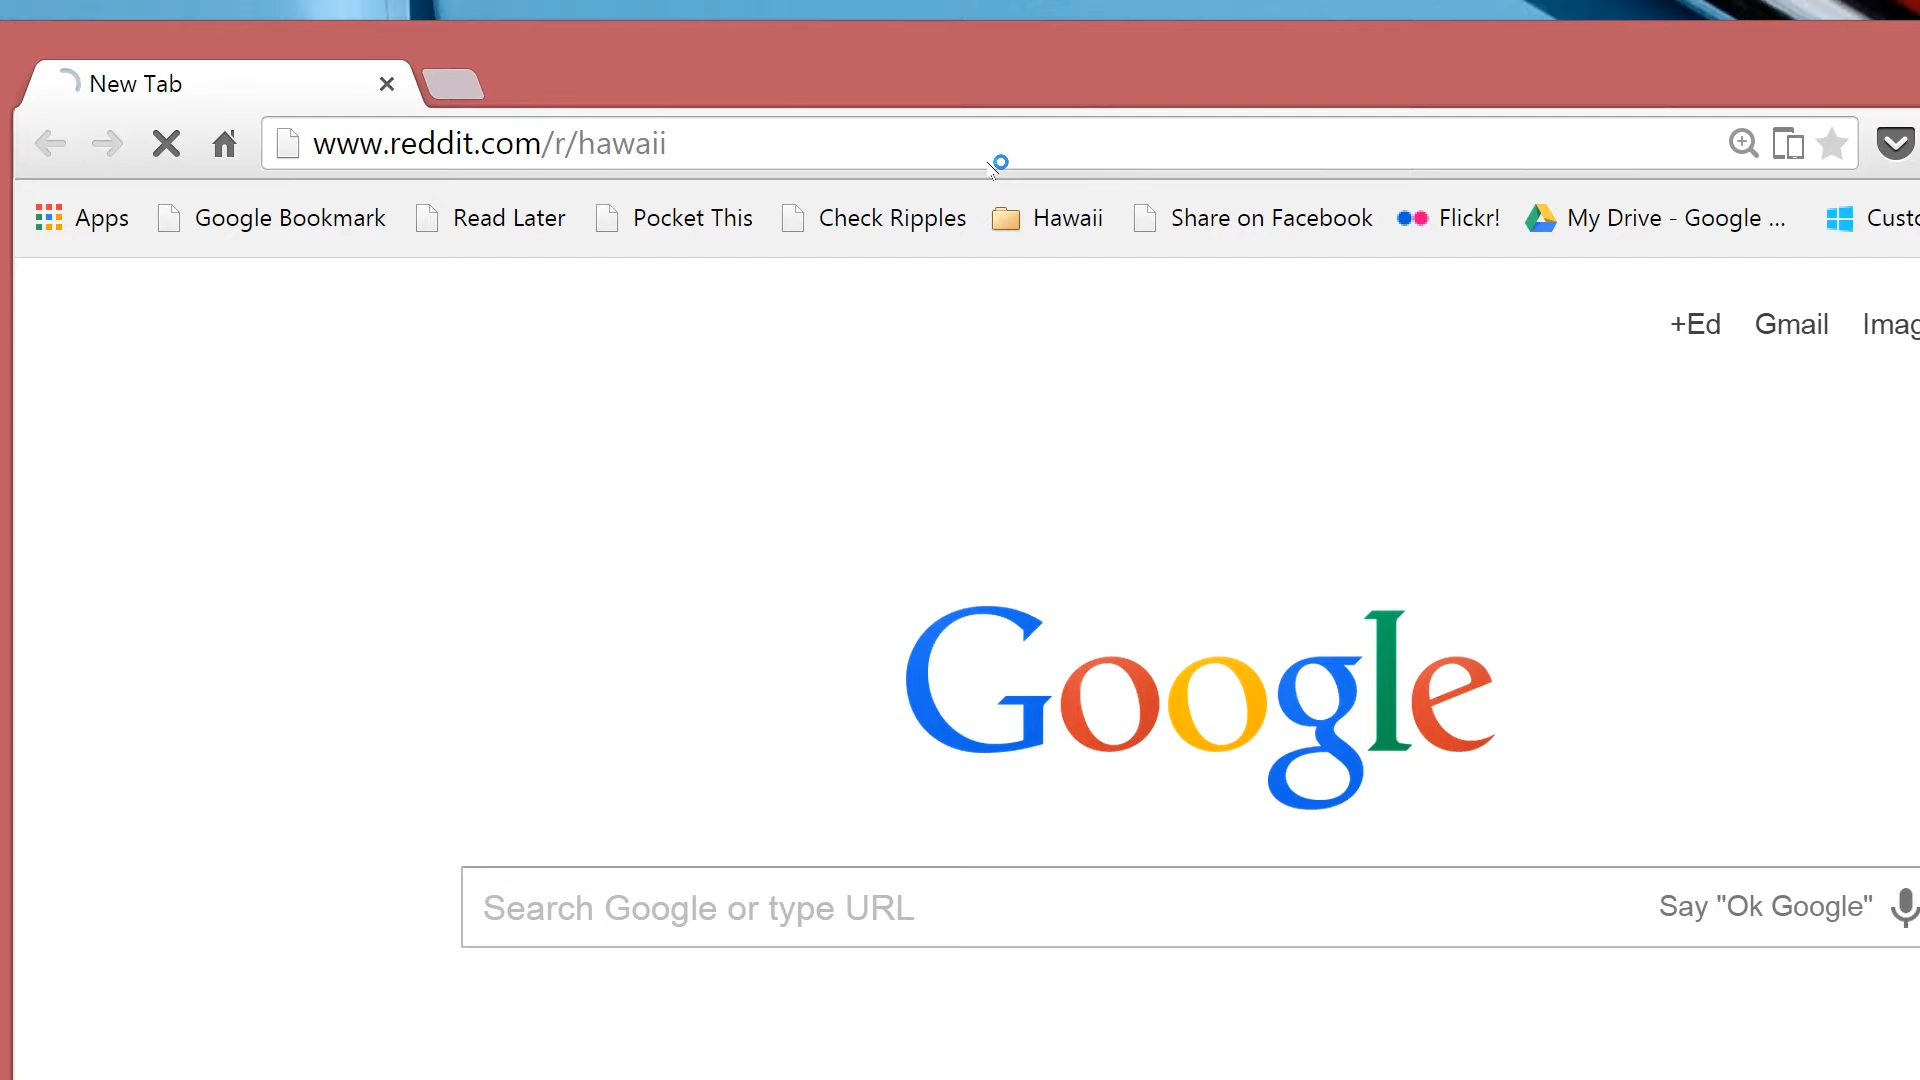 New Tab
www.reddit.com/r/hawaii
Apps Google Bookmark Read Later Pocket This Check Ripples Hawaii Share on Facebook Flickr! My Drive - Google ... Custo
+Ed Gmail Imag
Google
Search Google or type URL Say "Ok Google"